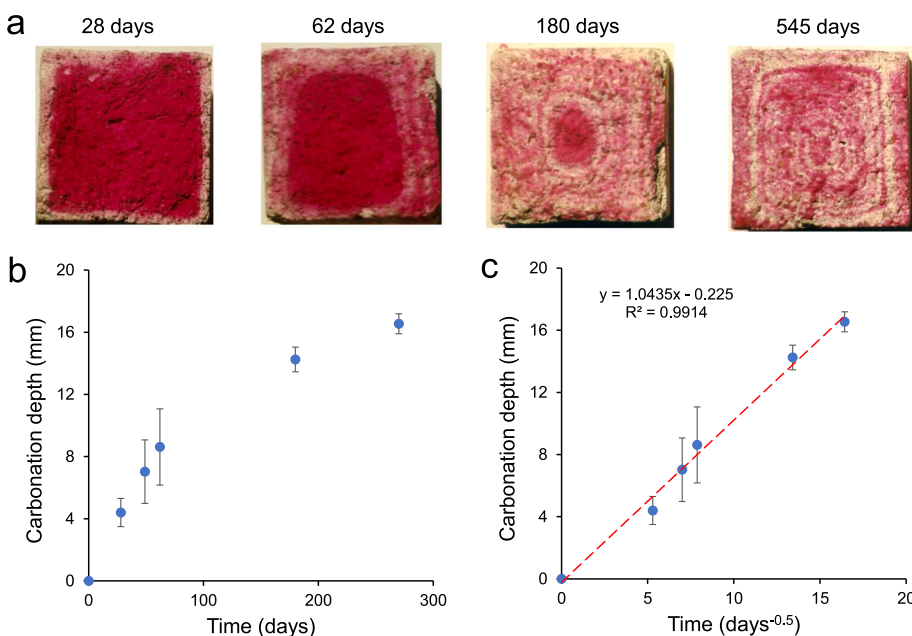 a
28 days
62 days
180 days
545 days
b
20
16
12
8
4
0
Carbonation depth (mm)
0
100
200
300
Time (days)
c
y = 1.0435x - 0.225
R² = 0.9914
20
16
12
8
4
0
Carbonation depth (mm)
0
5
10
15
20
Time (days⁻⁰·⁵)